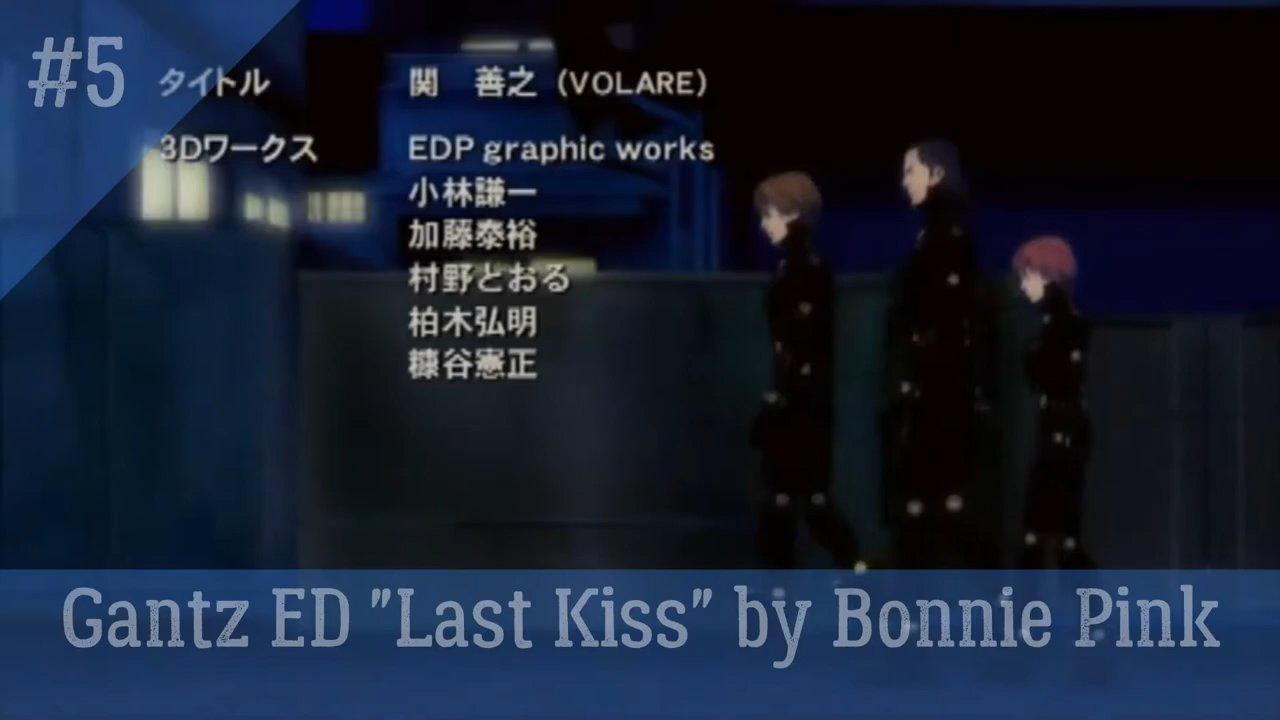 #5
タイトル 関 善之(VOLARE)
3Dワークス EDP graphic works
小林謙一
加藤泰裕
村野とおる
柏木弘明
糠谷憲正
Gantz ED "Last Kiss" by Bonnie Pink